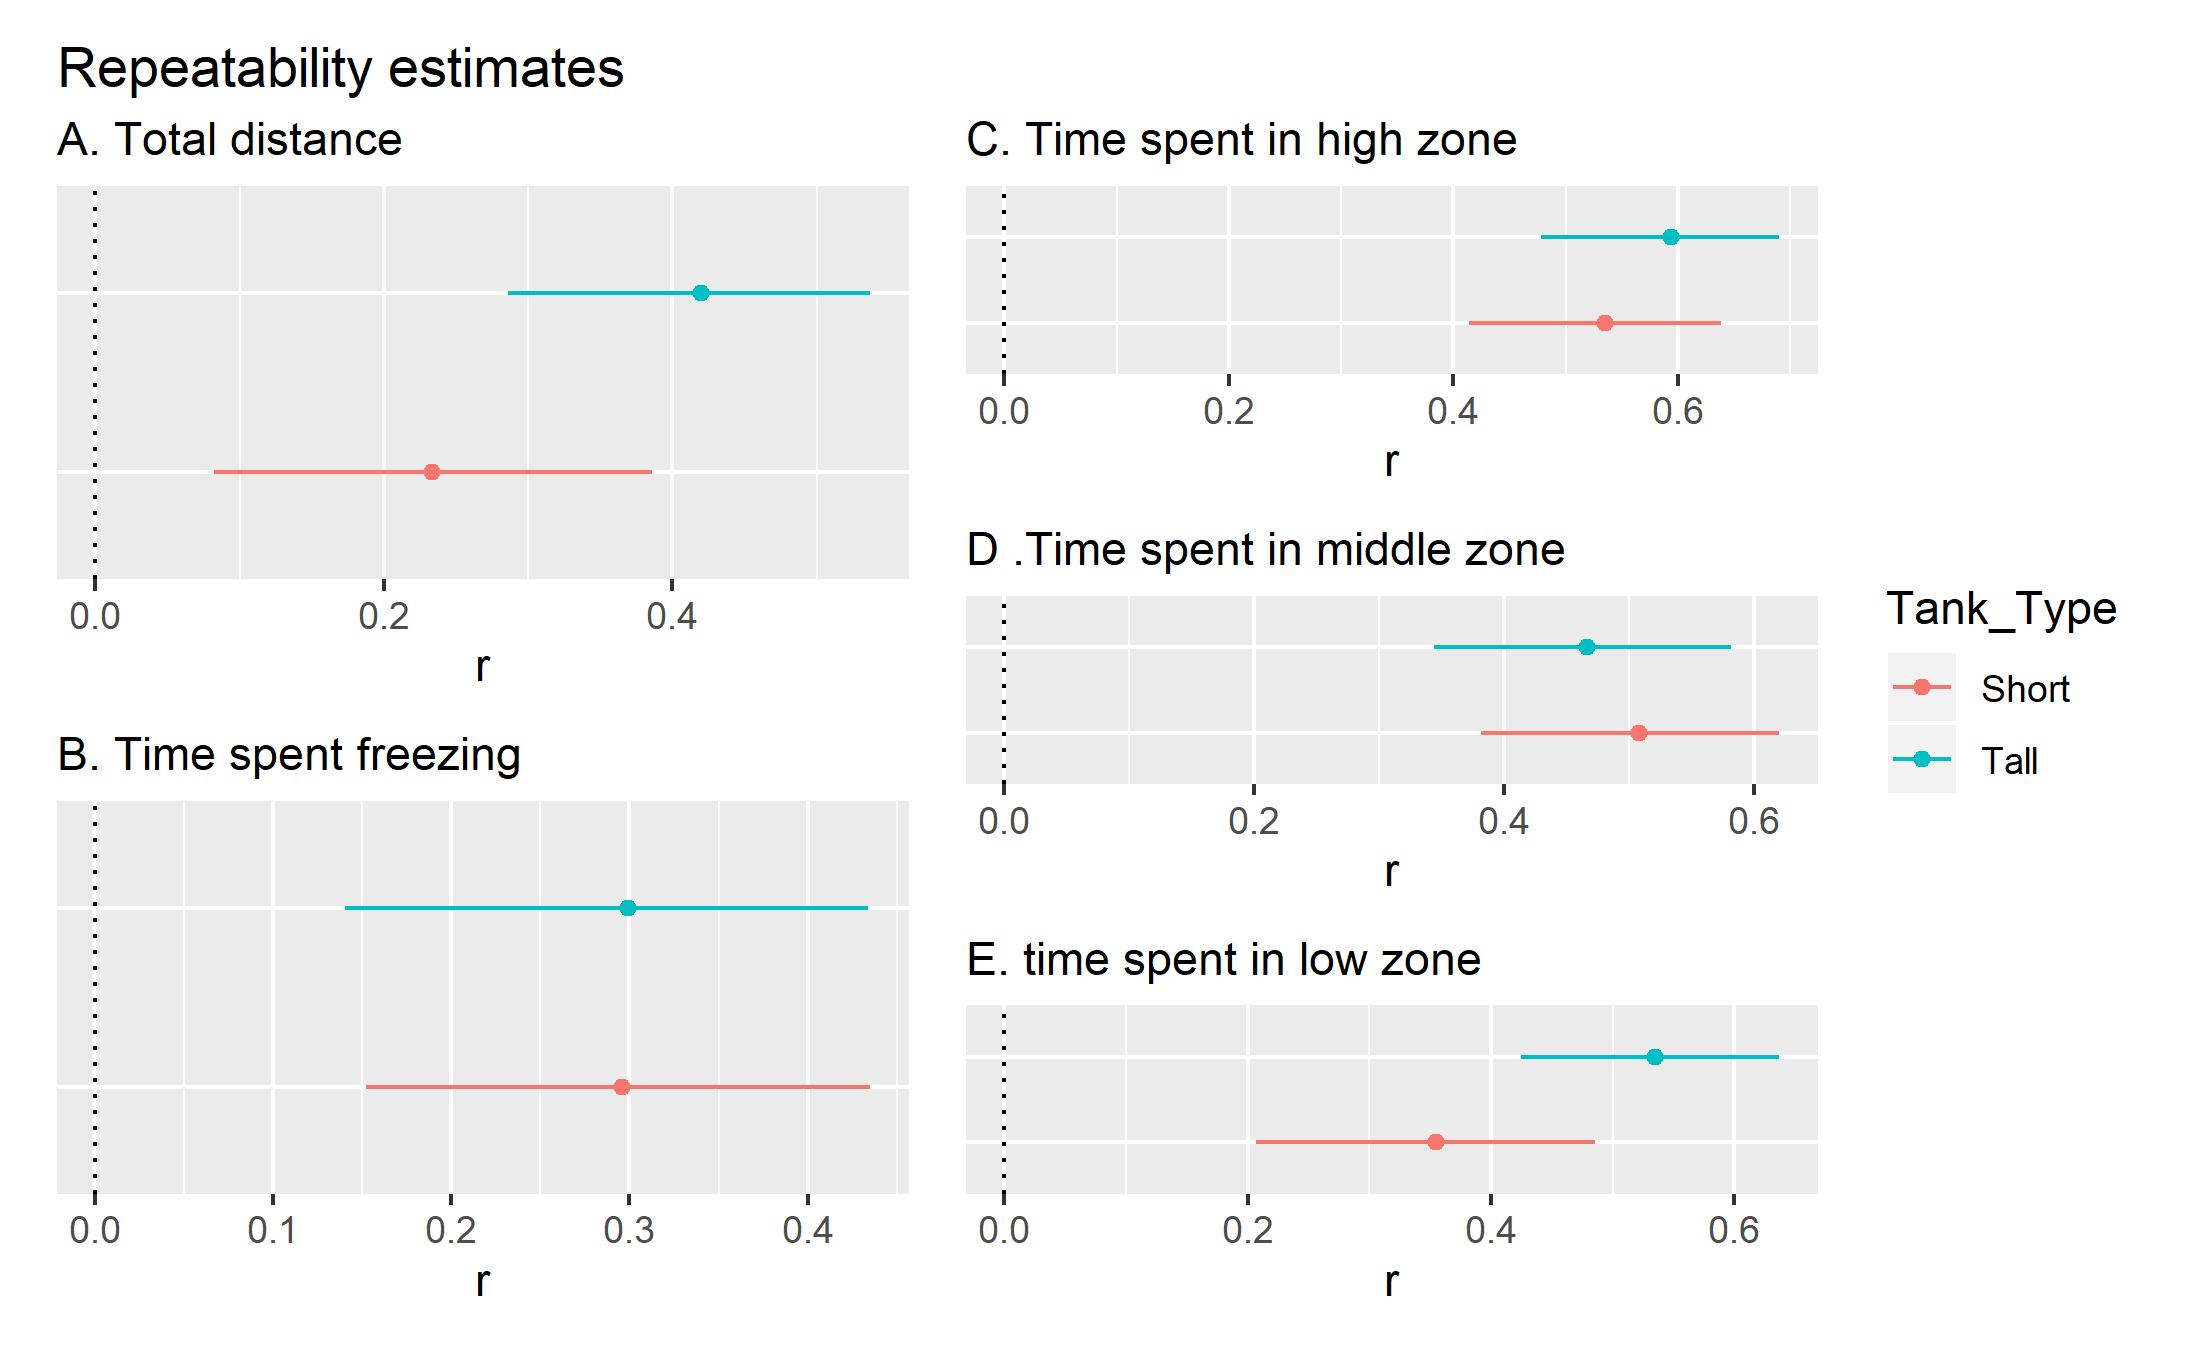 Repeatability estimates
A. Total distance
0.0 0.2 0.4
r
B. Time spent freezing
0.0 0.1 0.2 0.3 0.4
r
C. Time spent in high zone
0.0 0.2 0.4 0.6
r
D .Time spent in middle zone
0.0 0.2 0.4 0.6
r
E. time spent in low zone
0.0 0.2 0.4 0.6
r
Tank_Type
Short
Tall